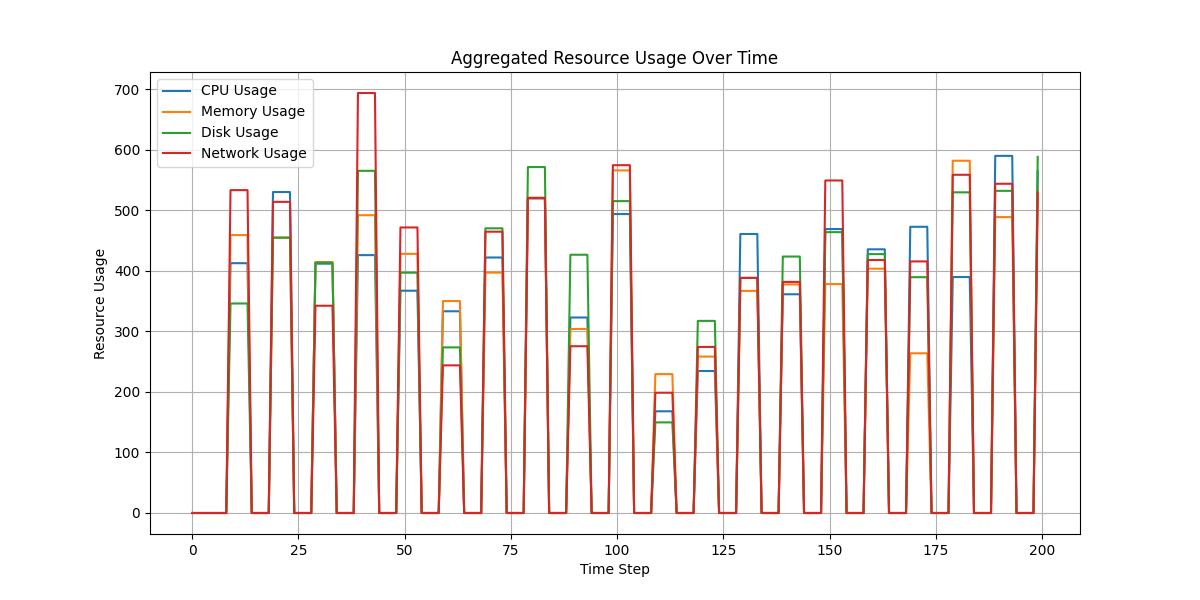 Aggregated Resource Usage Over Time
CPU Usage
Memory Usage
Disk Usage
Network Usage
Resource Usage
700
600
500
400
300
200
100
0
0 25 50 75 100 125 150 175 200
Time Step